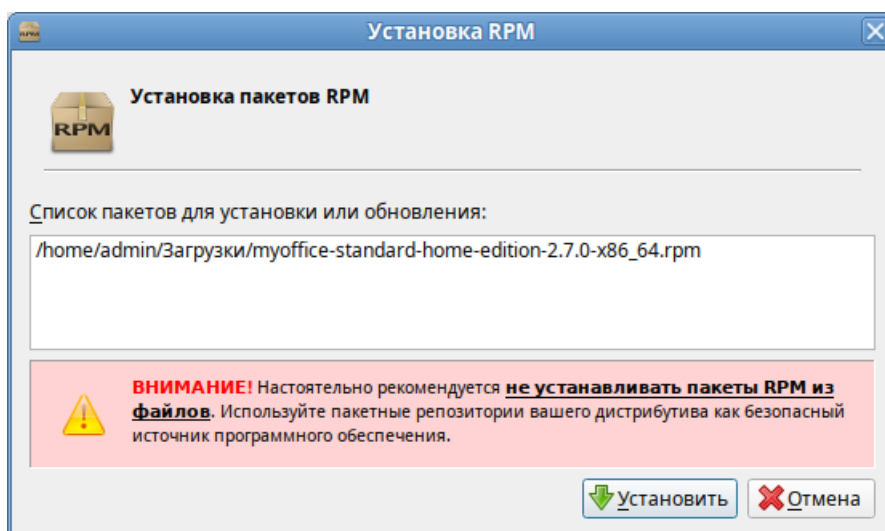 Установка RPM
Установка пакетов RPM
RPM
Список пакетов для установки или обновления:
/home/admin/Загрузки/myoffice-standard-home-edition-2.7.0-x86_64.rpm
ВНИМАНИЕ! Настоятельно рекомендуется не устанавливать пакеты RPM из
файлов. Используйте пакетные репозитории вашего дистрибутива как безопасный
источник программного обеспечения.
Установить
Отмена